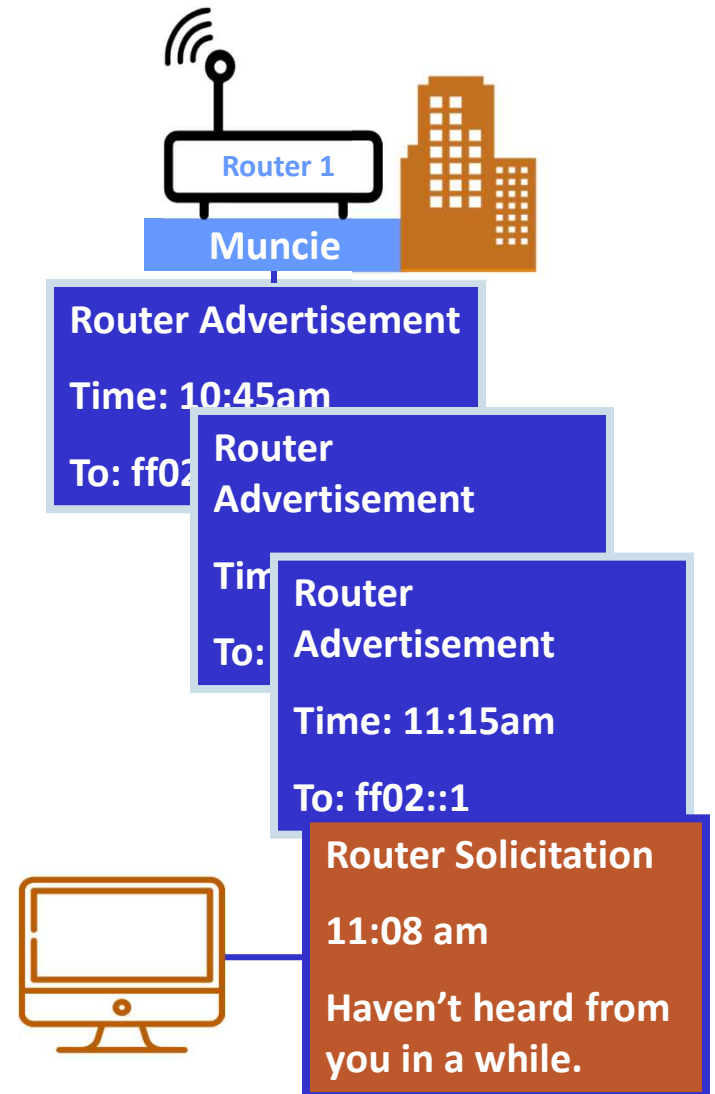 Router 1
Muncie
Router Advertisement
Time: 10:45am
To: ff02
Router
Advertisement
Tim
To:
Router
Advertisement
Time: 11:15am
To: ff02::1
Router Solicitation
11:08 am
Haven’t heard from
you in a while.